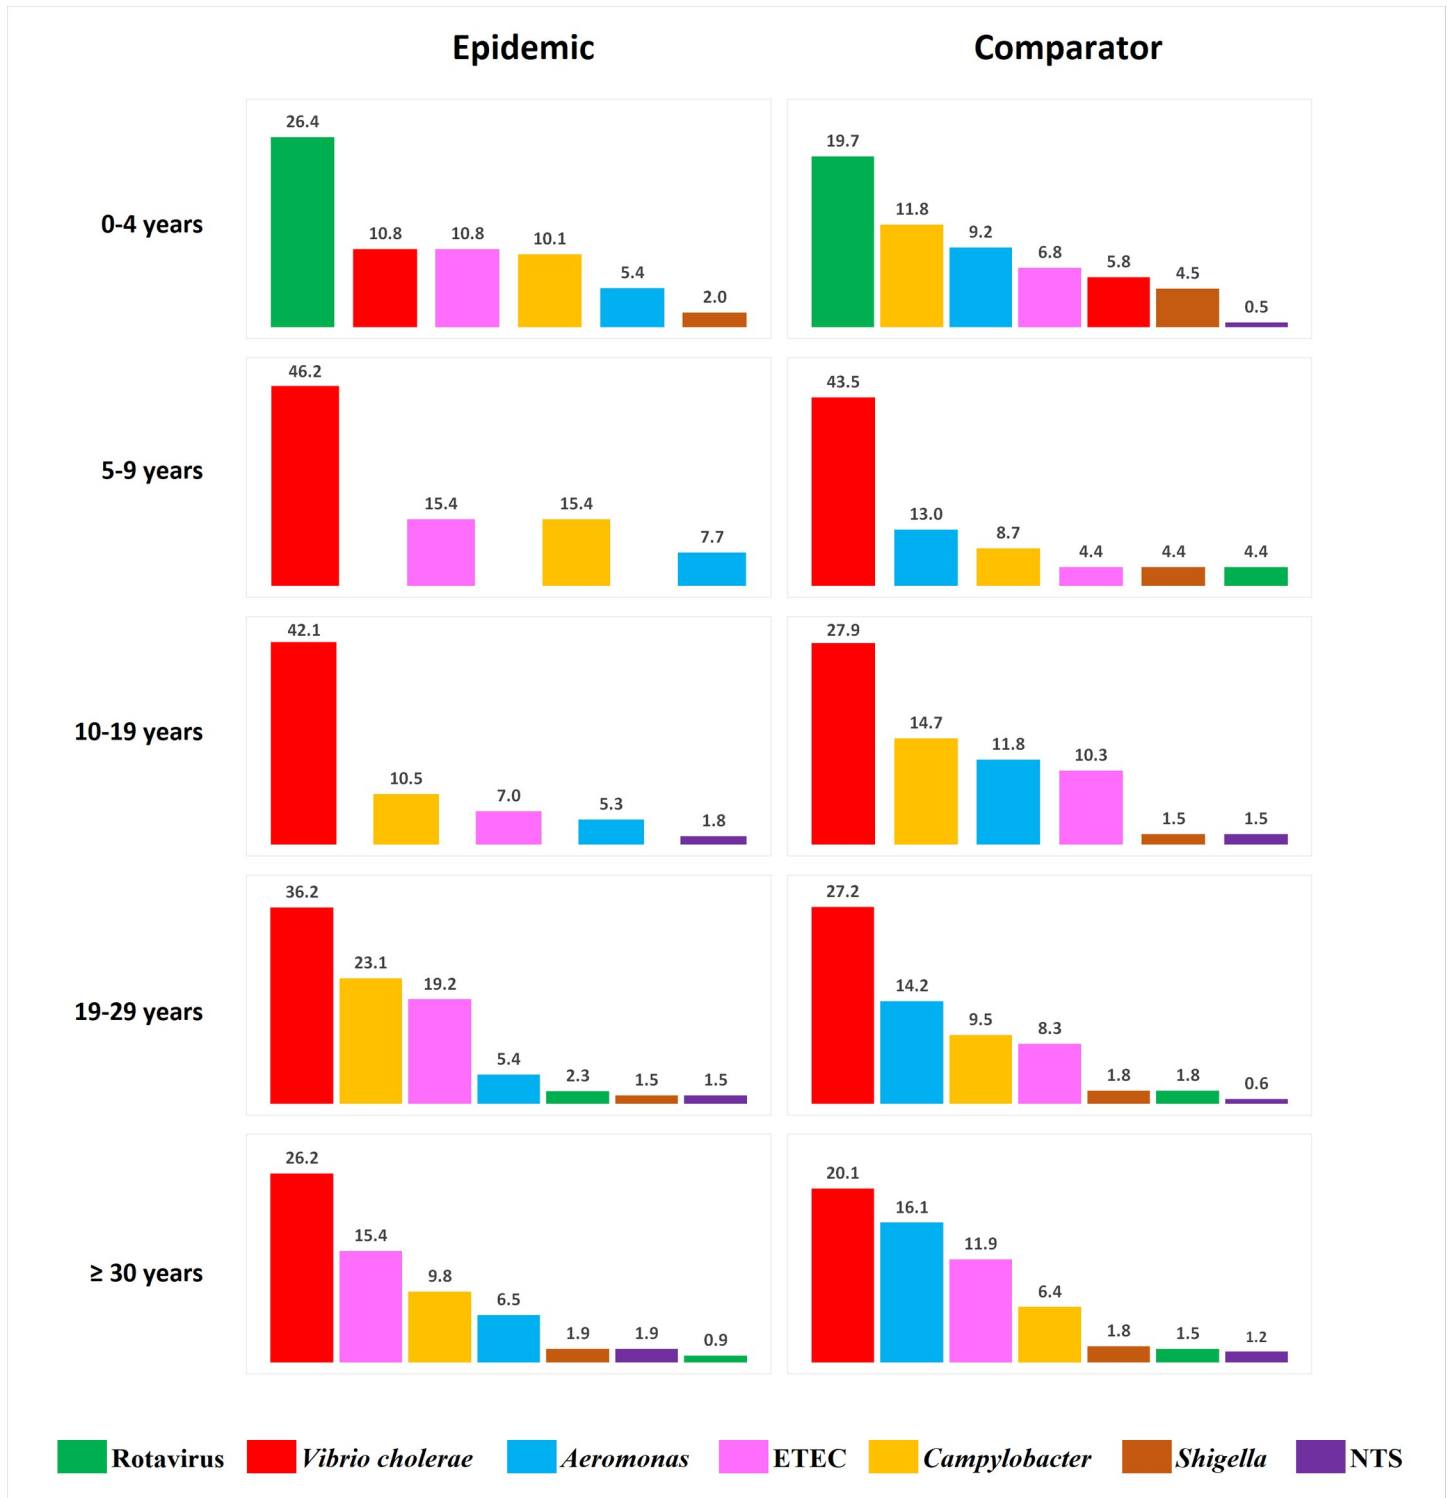 Epidemic Comparator
0-4 years
26.4 10.8 10.8 10.1 5.4 2.0
19.7 11.8 9.2 6.8 5.8 4.5 0.5
5-9 years
46.2 15.4 15.4 7.7
43.5 13.0 8.7 4.4 4.4 4.4
10-19 years
42.1 10.5 7.0 5.3 1.8
27.9 14.7 11.8 10.3 1.5 1.5
19-29 years
36.2 23.1 19.2 5.4 2.3 1.5 1.5
27.2 14.2 9.5 8.3 1.8 1.8 0.6
≥ 30 years
26.2 15.4 9.8 6.5 1.9 1.9 0.9
20.1 16.1 11.9 6.4 1.8 1.5 1.2
Rotavirus Vibrio cholerae Aeromonas ETEC Campylobacter Shigella NTS